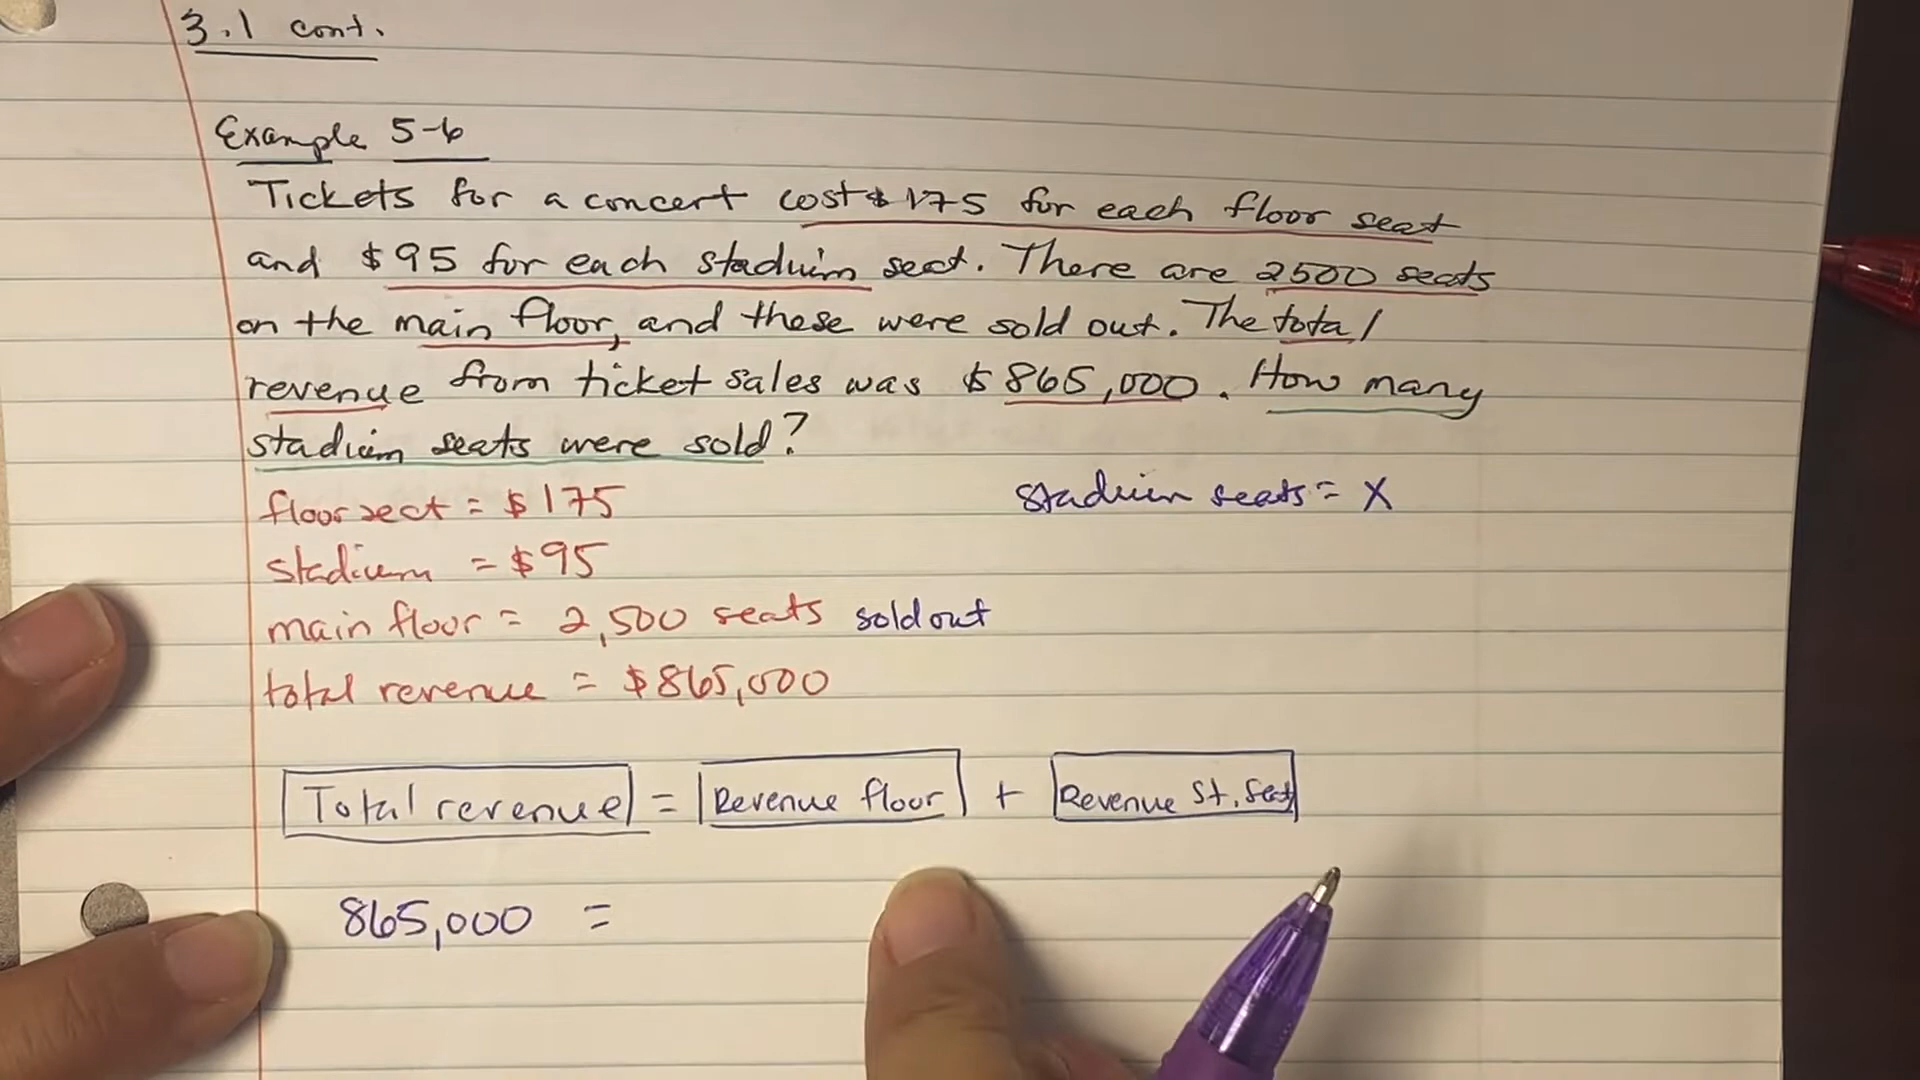 3.1 cont.
Example 5-6
Tickets for a concert cost $175 for each floor seat
and $95 for each staduim seat. There are 2500 seats
on the main floor, and these were sold out. The total
revenue from ticket sales was $865,000. How many
stadium seats were sold?
floor seat = $175
staduim seats = X
stadium = $95
main floor = 2,500 seats sold out
total revenue = $865,000
Total revenue = Revenue floor + Revenue St. Seat
865,000 =